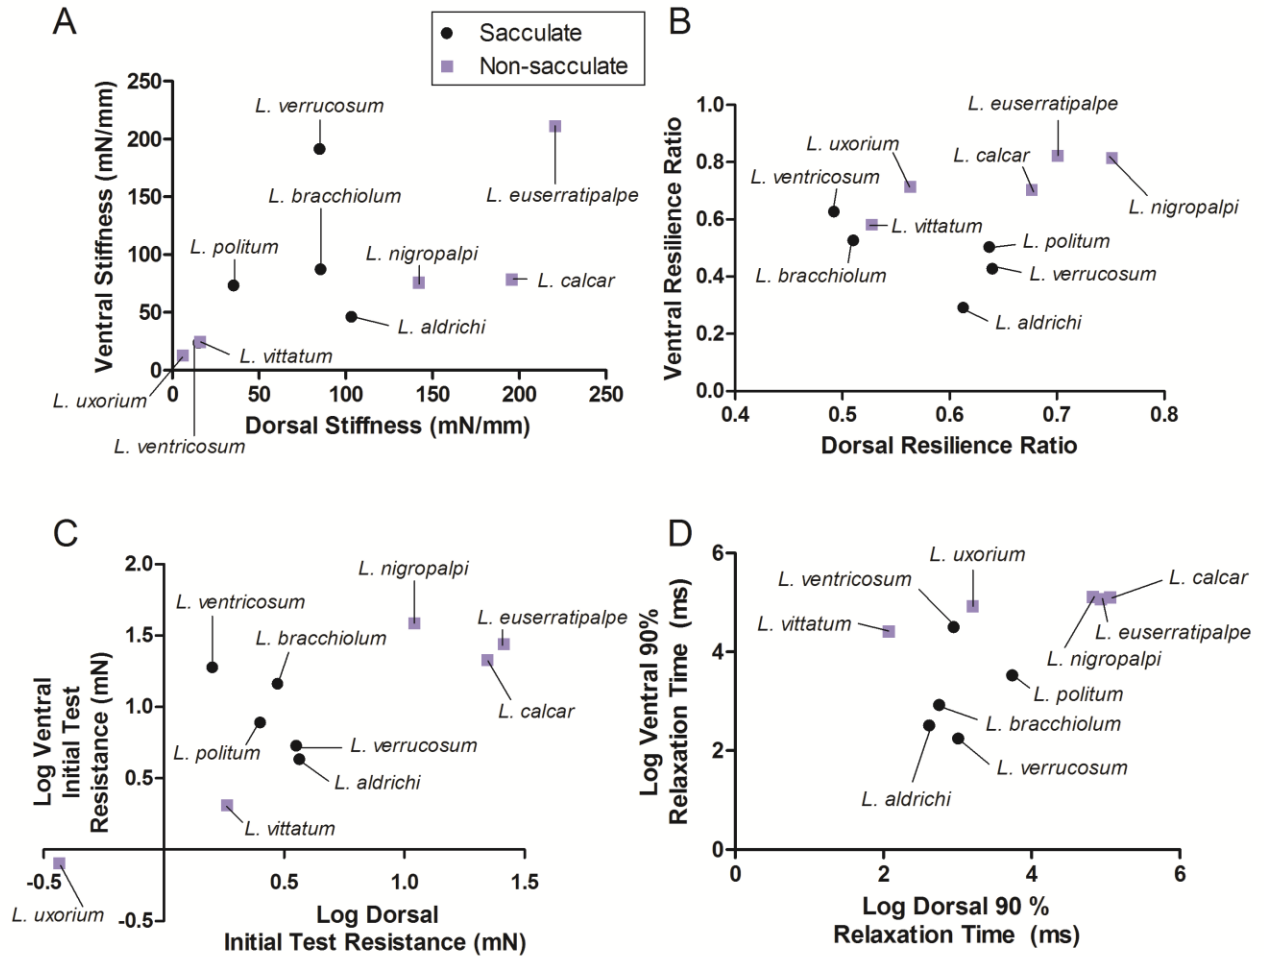 A
Sacculate
Non-sacculate
250
200
150
100
50
0
Ventral Stiffness (mN/mm)
L. verrucosum
L. bracchiolum
L. euserratipalpe
L. politum
L. nigropalpi
L. calcar
L. aldrichi
L. vittatum
L. uxorium
L. ventricosum
0
50
100
150
200
250
Dorsal Stiffness (mN/mm)
B
1.0
0.8
0.6
0.4
0.2
0.0
Ventral Resilience Ratio
L. euserratipalpe
L. uxorium
L. calcar
L. ventricosum
L. nigropalpi
L. vittatum
L. politum
L. bracchiolum
L. verrucosum
L. aldrichi
0.4
0.5
0.6
0.7
0.8
Dorsal Resilience Ratio
C
2.0
1.5
1.0
0.5
-0.5
Log Ventral
Initial Test
Resistance (mN)
L. nigropalpi
L. ventricosum
L. euserratipalpe
L. bracchiolum
L. calcar
L. politum
L. verrucosum
L. aldrichi
L. vittatum
L. uxorium
-0.5
0.5
1.0
1.5
Log Dorsal
Initial Test Resistance (mN)
D
6
4
2
0
Log Ventral 90%
Relaxation Time (ms)
L. uxorium
L. ventricosum
L. calcar
L. vittatum
L. euserratipalpe
L. nigropalpi
L. politum
L. bracchiolum
L. verrucosum
L. aldrichi
0
2
4
6
Log Dorsal 90 %
Relaxation Time (ms)